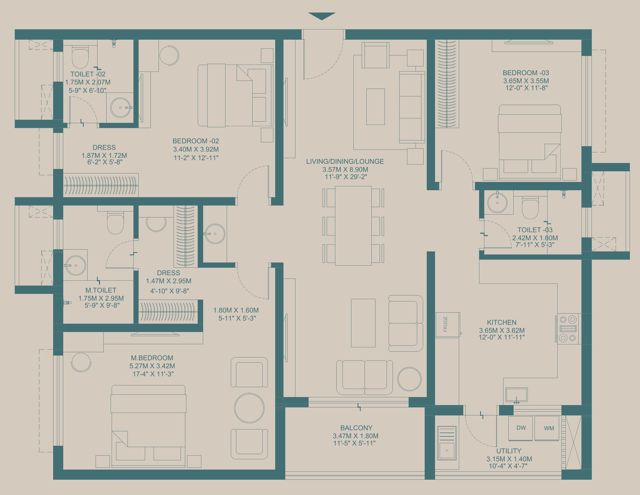 TOILET -02
1.75M X 2.07M
5'-9" X 6'-10"
DRESS
1.87M X 1.72M
6'-2" X 5'-8"
BEDROOM -02
3.40M X 3.92M
11'-2" X 12'-11"
LIVING/DINING/LOUNGE
3.57M X 8.90M
11'-9" X 29'-2"
BEDROOM -03
3.65M X 3.55M
12'-0" X 11'-8"
TOILET -03
2.42M X 1.60M
7'-11" X 5'-3"
M.TOILET
1.75M X 2.95M
5'-9" X 9'-8"
DRESS
1.47M X 2.95M
4'-10" X 9'-8"
1.80M X 1.60M
5'-11" X 5'-3"
M.BEDROOM
5.27M X 3.42M
17'-4" X 11'-3"
FRIDGE
KITCHEN
3.65M X 3.62M
12'-0" X 11'-11"
BALCONY
3.47M X 1.80M
11'-5" X 5'-11"
DW
WM
UTILITY
3.15M X 1.40M
10'-4" X 4'-7"